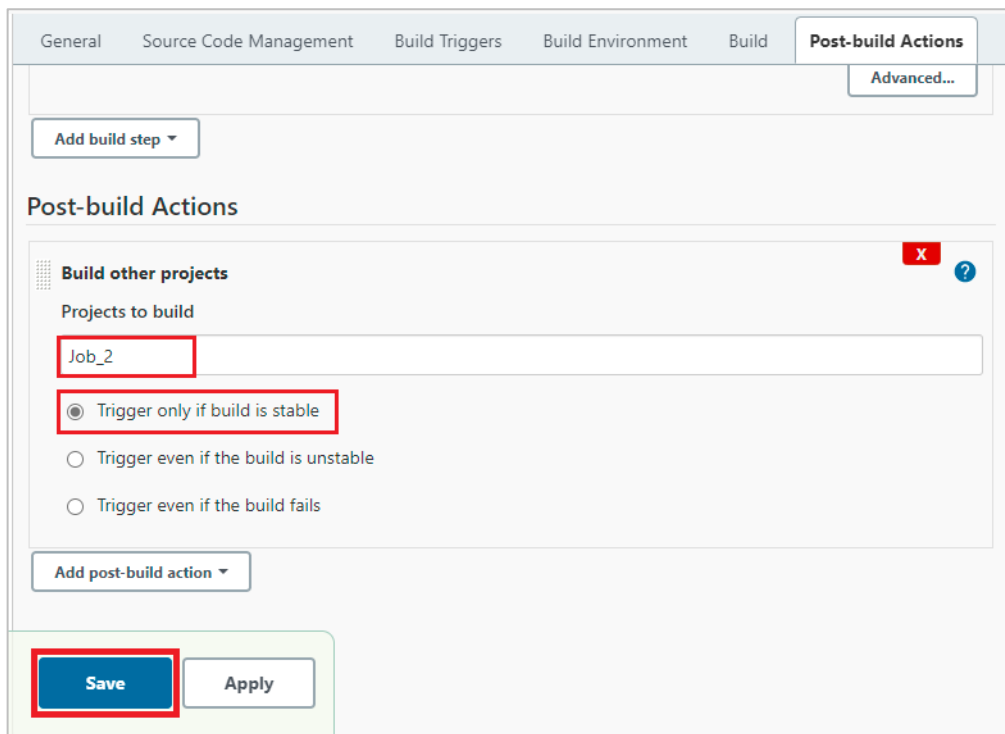 General Source Code Management Build Triggers Build Environment Build Post-build Actions
Advanced...
Add build step
Post-build Actions
X
Build other projects
?
Projects to build
Job_2
Trigger only if build is stable
Trigger even if the build is unstable
Trigger even if the build fails
Add post-build action
Save Apply